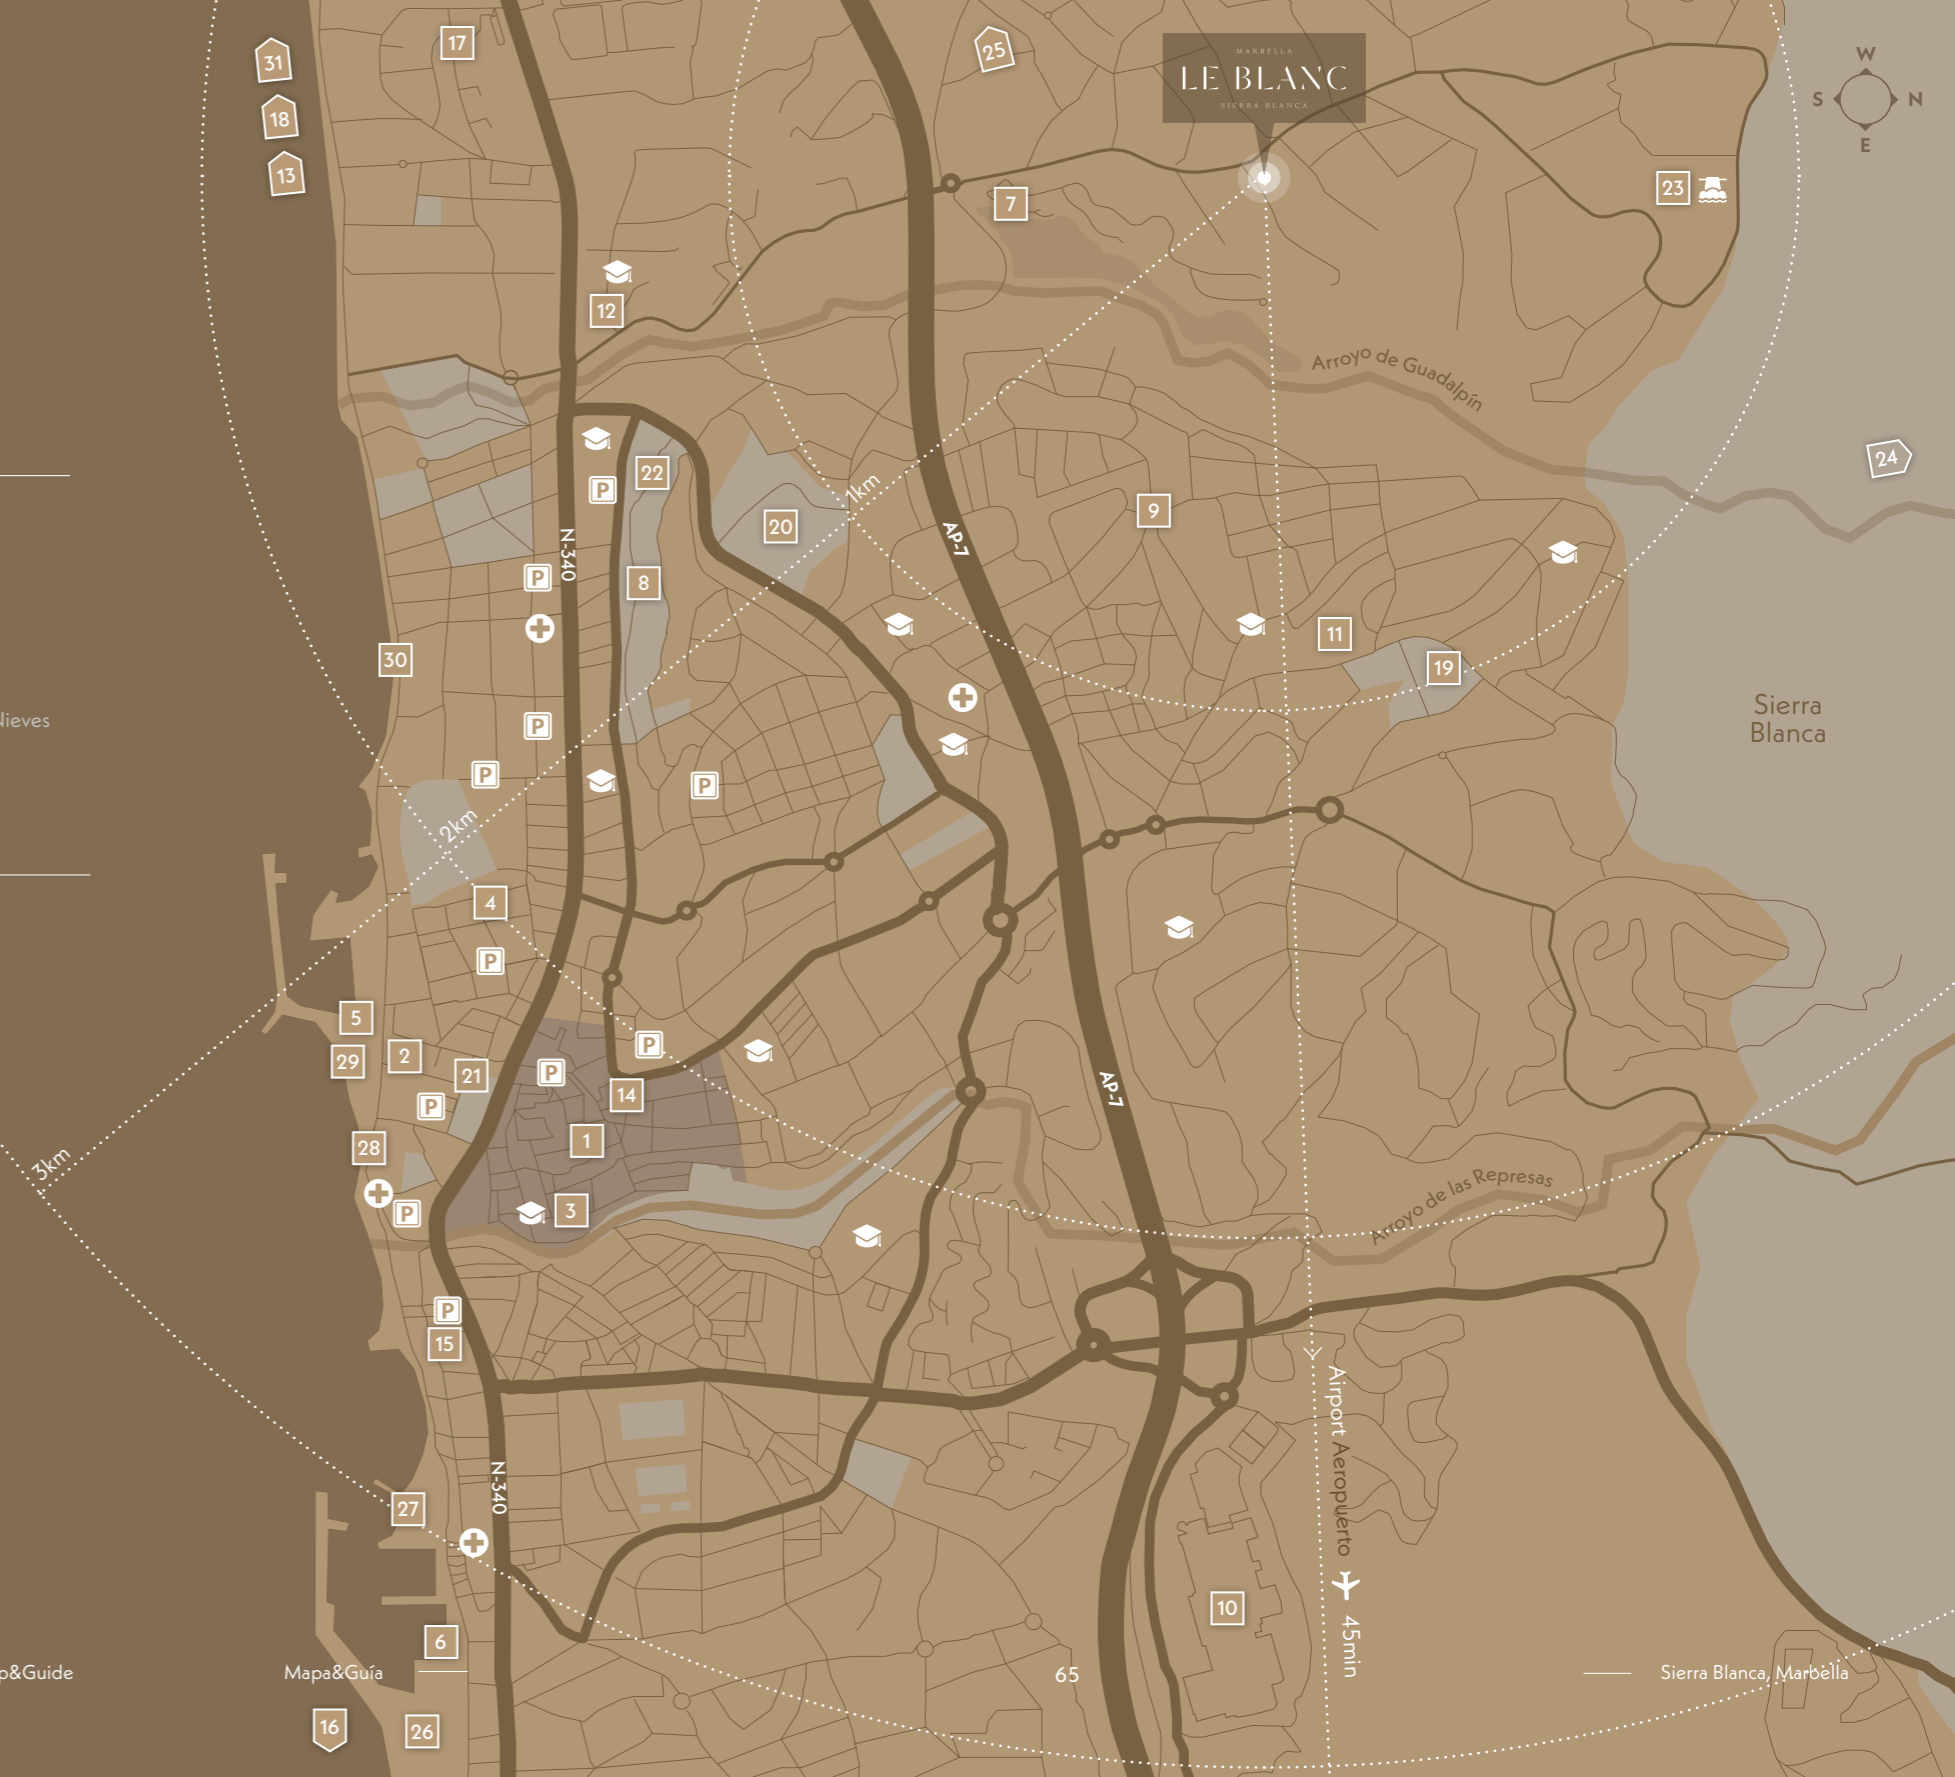 17
31
25
MARBELLA
LE BLANC
SIERRA BLANCA
W
S
N
E
18
13
23
7
12
Arroyo de Guadalpín
22
P
24
1km
20
9
AP-7
N-340
P
8
30
11
19
Nieves
P
Sierra
Blanca
P
P
2km
4
P
5
29
2
21
P
P
14
P
AP-7
1
28
3km
P
3
Arroyo de las Represas
P
15
Airport Aeropuerto
45min
N-340
27
10
6
p&Guide
Mapa&Guía
65
Sierra Blanca, Marbella
16
26